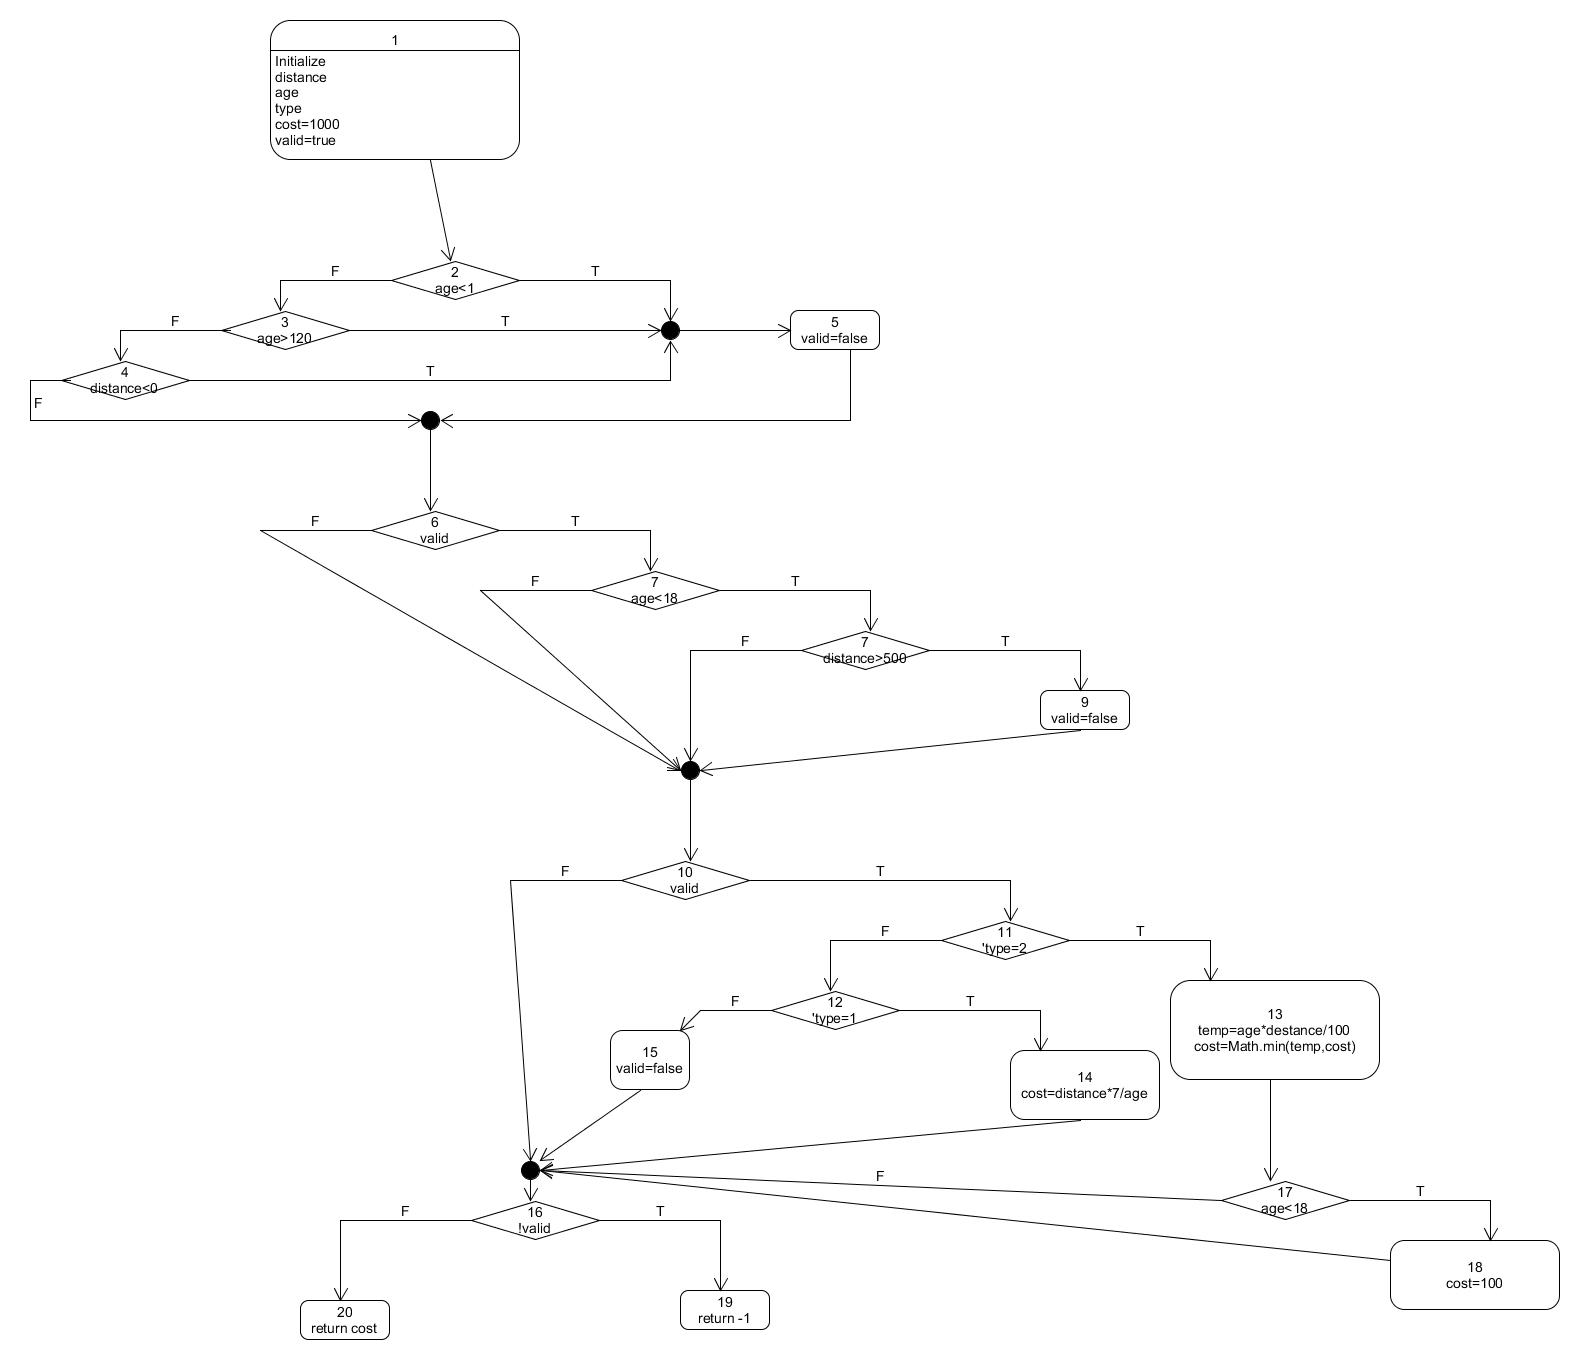 1
Initialize
distance
age
type
cost=1000
valid=true
F
2
T
age<1
F
3
T
age>120
5
valid=false
4
T
distance<0
F
F
6
T
valid
F
7
T
age<18
F
7
T
distance>500
9
valid=false
F
10
T
valid
F
11
T
'type=2
F
12
T
'type=1
13
temp=age*destance/100
cost=Math.min(temp,cost)
15
valid=false
14
cost=distance*7/age
F
17
T
age<18
F
16
T
!valid
18
cost=100
20
return cost
19
return -1